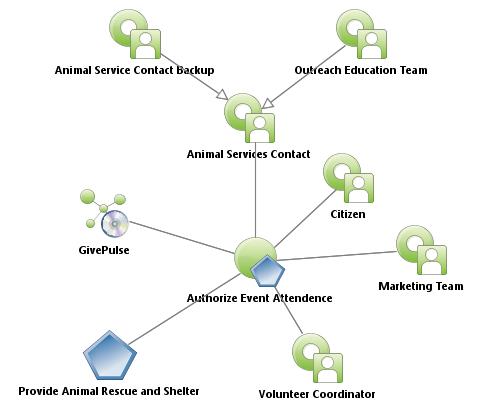 Animal Service Contact Backup
Outreach Education Team
Animal Services Contact
Citizen
GivePulse
Marketing Team
Authorize Event Attendence
Provide Animal Rescue and Shelter
Volunteer Coordinator